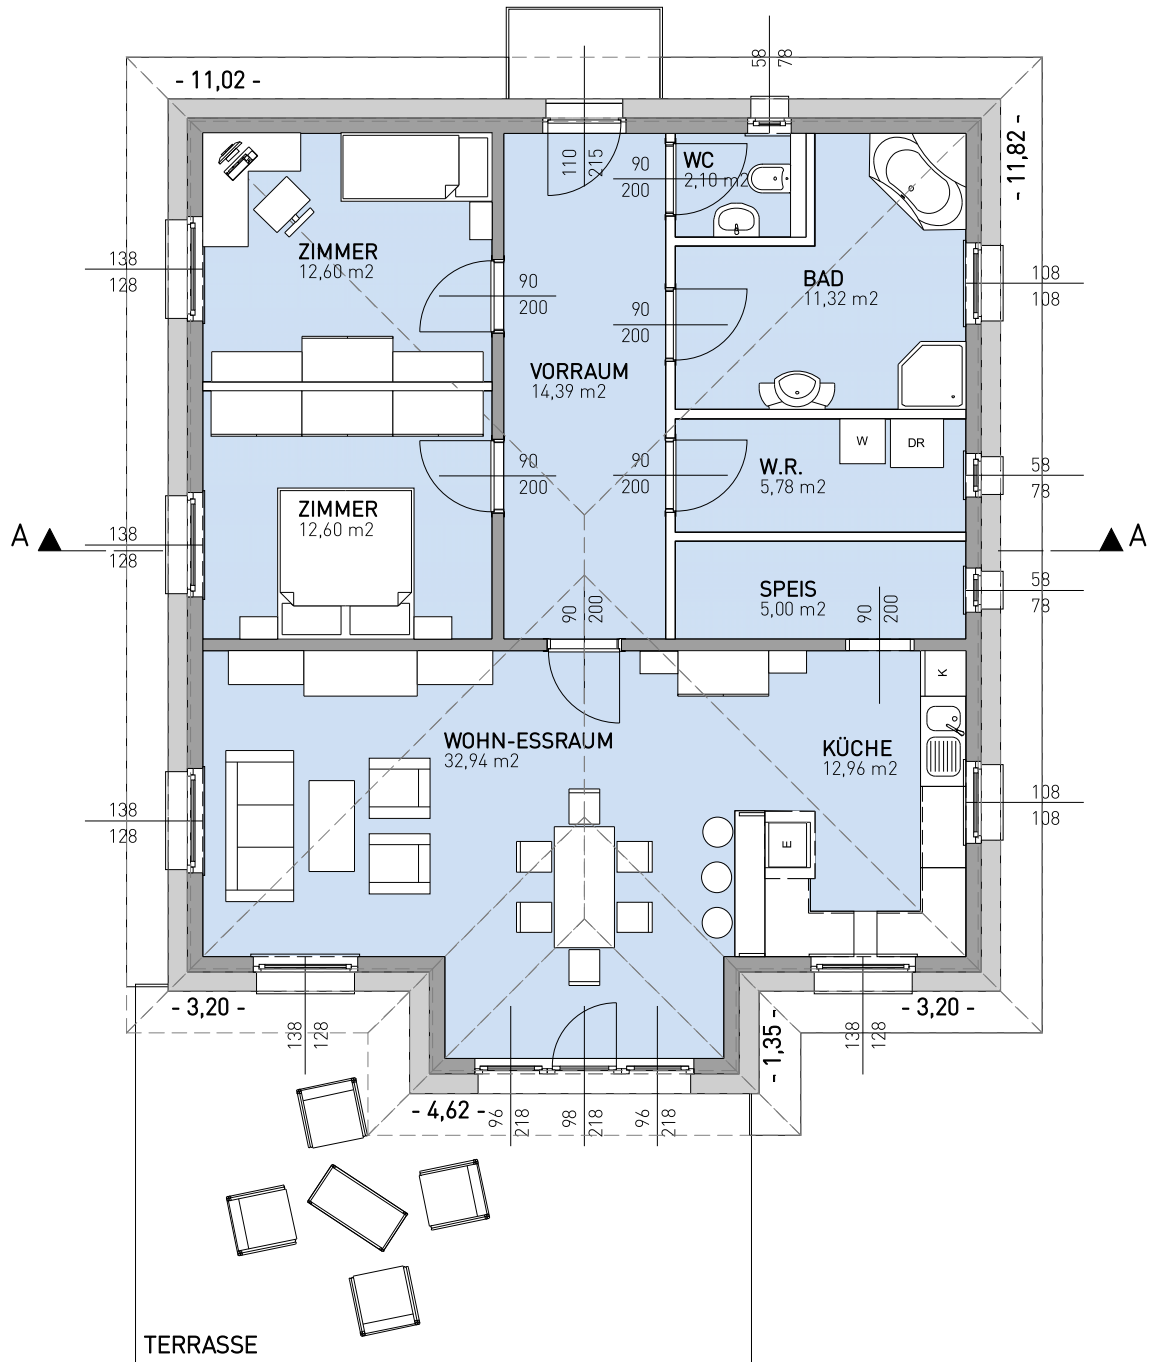 58
78
- 11,02 -
- 11,82 -
110
215
90
200
WC
2,10 m2
ZIMMER
12,60 m2
138
128
90
200
BAD
11,32 m2
108
108
90
200
VORRAUM
14,39 m2
90
200
90
200
W.R.
5,78 m2
W
DR
58
78
ZIMMER
12,60 m2
A
138
128
A
SPEIS
5,00 m2
58
78
90
200
90
200
K
WOHN-ESSRAUM
32,94 m2
KÜCHE
12,96 m2
138
128
108
108
E
- 3,20 -
138
128
- 1,35 -
138
128
- 3,20 -
- 4,62 -
96
218
98
218
96
218
TERRASSE